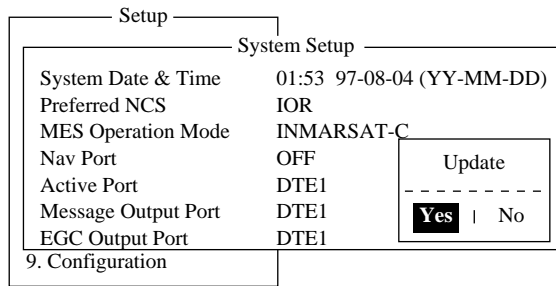 Setup
System Setup
System Date & Time 01:53 97-08-04 (YY-MM-DD)
Preferred NCS IOR
MES Operation Mode INMARSAT-C
Nav Port OFF
Active Port DTE1
Message Output Port DTE1
EGC Output Port DTE1
Update
Yes | No
9. Configuration